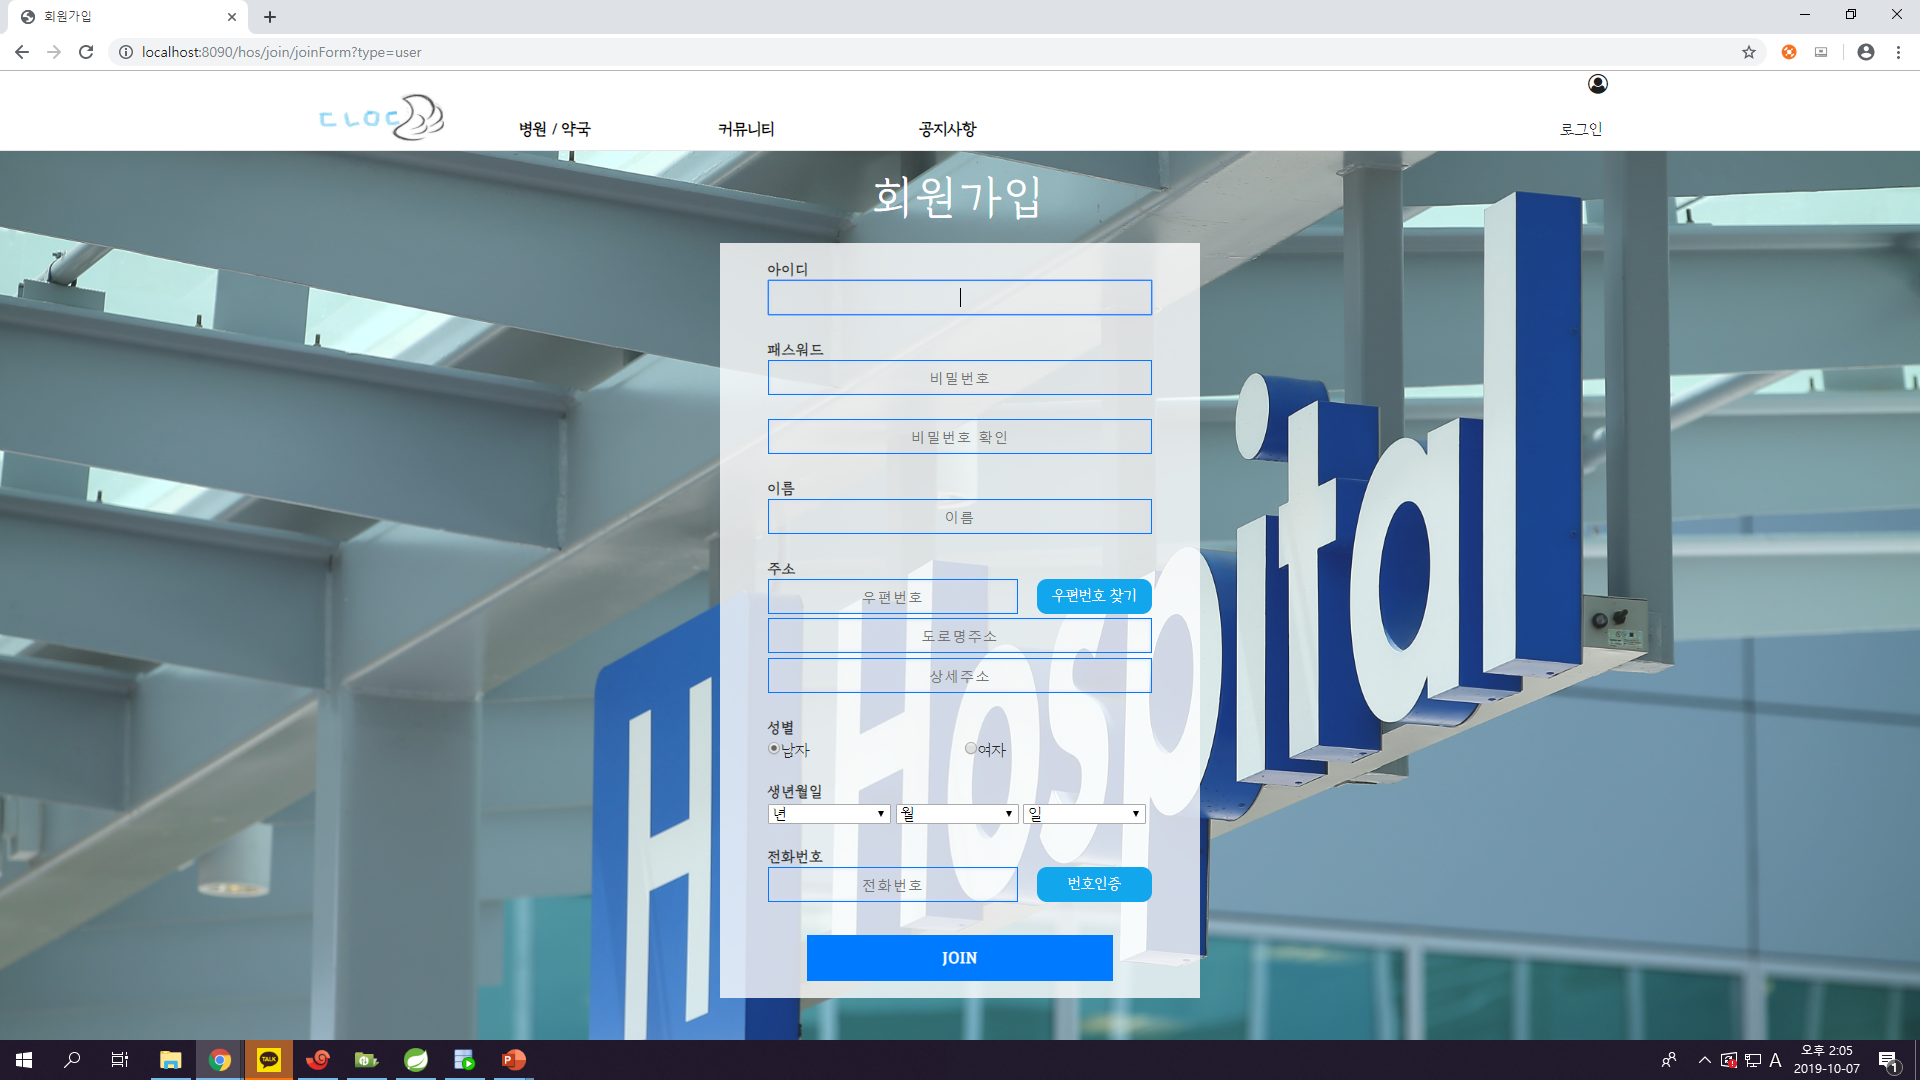 회원가입
localhost:8090/hos/join/joinForm?type=user
CLOC
병원 / 약국
커뮤니티
공지사항
로그인
회원가입
아이디
패스워드
비밀번호
비밀번호 확인
이름
이름
주소
우편번호
우편번호 찾기
도로명주소
상세주소
성별
남자
여자
생년월일
년
월
일
전화번호
전화번호
번호인증
JOIN
H Hospital
TALK
A
오후 2:05
2019-10-07
1